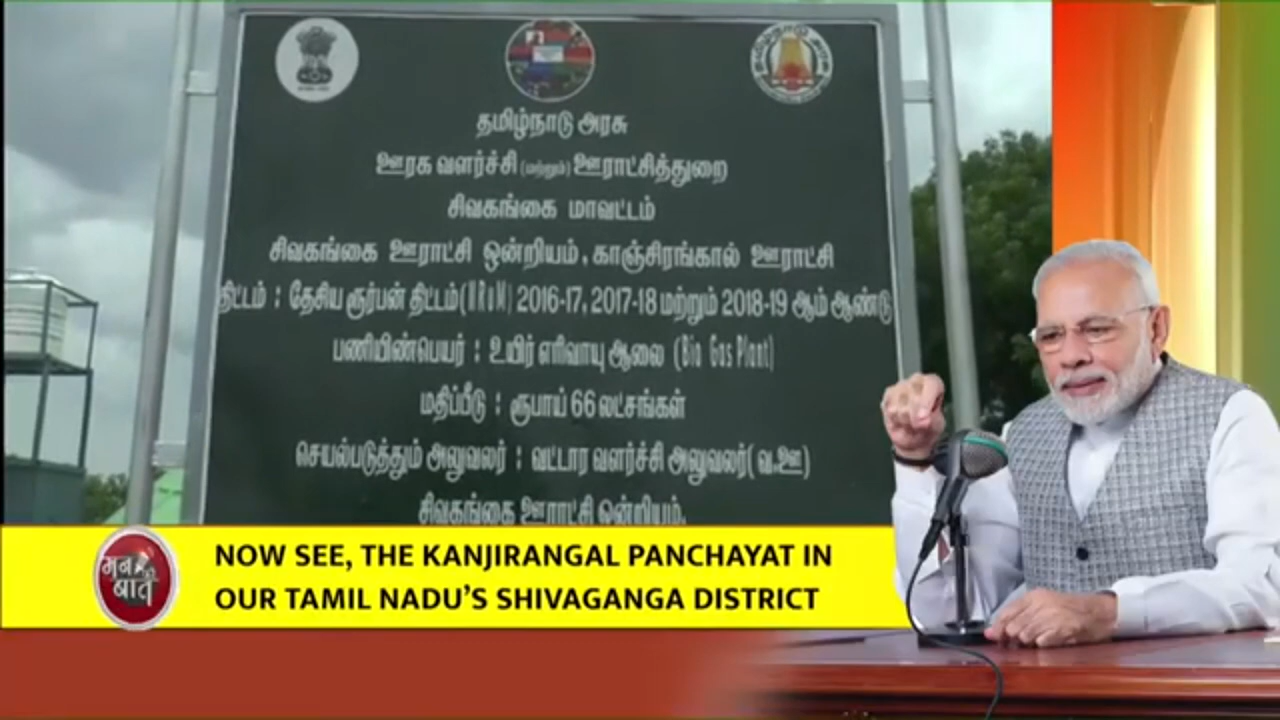 தமிழ்நாடு அரசு
ஊரக வளர்ச்சி (மற்றும்) ஊராட்சித்துறை
சிவகங்கை மாவட்டம்
சிவகங்கை ஊராட்சி ஒன்றியம், காஞ்சிரங்கால் ஊராட்சி
திட்டம் : தேசிய ரூர்பன் திட்டம்(NRuM) 2016-17, 2017-18 மற்றும் 2018-19 ஆம் ஆண்டு
பணியின்பெயர் : உயிர் எரிவாயு ஆலை (Bio Gas Plant)
மதிப்பீடு : ரூபாய் 66 லட்சங்கள்
செயல்படுத்தும் அலுவலர் : வட்டார வளர்ச்சி அலுவலர்( வ.ஊ)
சிவகங்கை ஊராட்சி ஒன்றியம்.
मन की बात
NOW SEE, THE KANJIRANGAL PANCHAYAT IN
OUR TAMIL NADU'S SHIVAGANGA DISTRICT